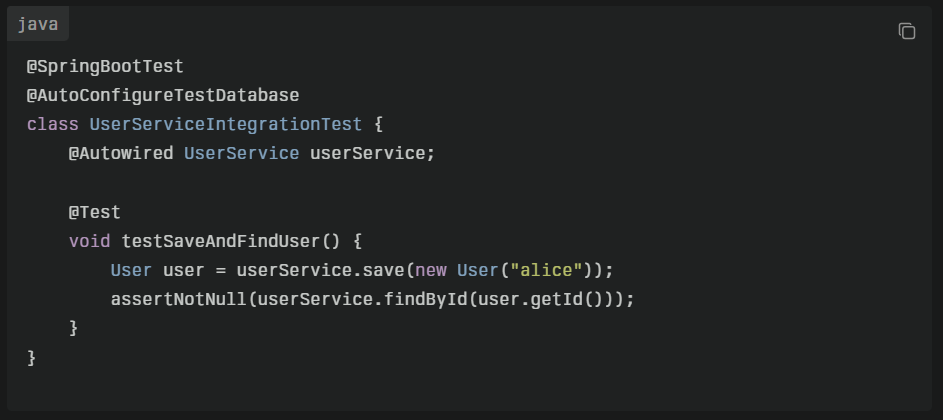 java
@SpringBootTest
@AutoConfigureTestDatabase
class UserServiceIntegrationTest {
    @Autowired UserService userService;

    @Test
    void testSaveAndFindUser() {
        User user = userService.save(new User("alice"));
        assertNotNull(userService.findById(user.getId()));
    }
}